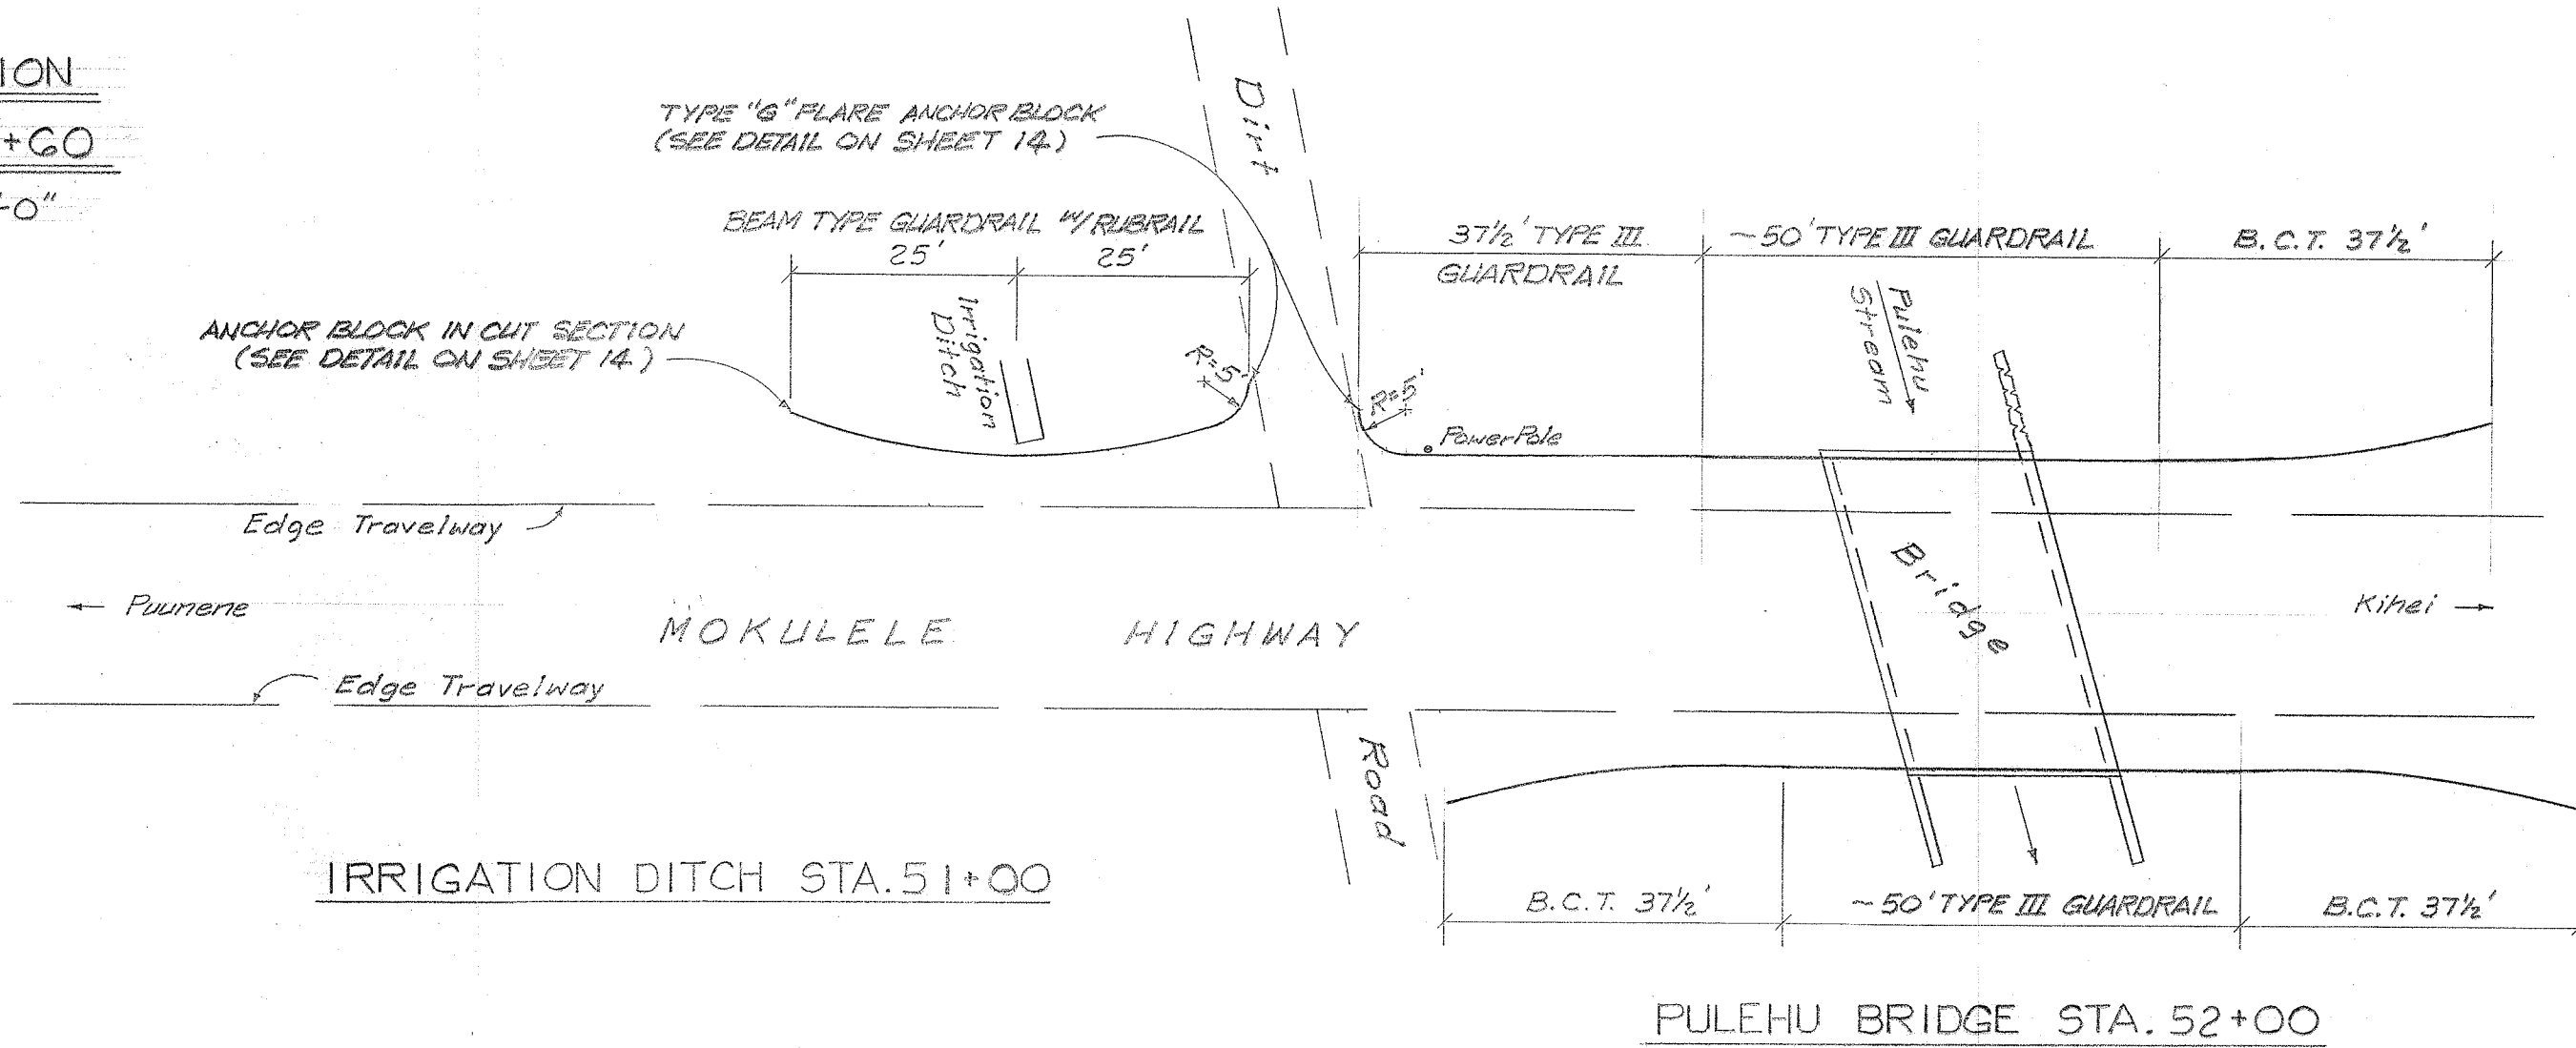 ION
+60
-0"
TYPE "G" FLARE ANCHOR BLOCK
(SEE DETAIL ON SHEET 14)
BEAM TYPE GUARDRAIL W/ RUBRAIL
25' 25'
ANCHOR BLOCK IN CUT SECTION
(SEE DETAIL ON SHEET 14)
Irrigation
Ditch
R=5'
Dirt
R=5'
Power Pole
37½' TYPE III
GUARDRAIL
~50' TYPE III GUARDRAIL
B.C.T. 37½'
Pulehu
Stream
Edge Travelway
← Puunene
MOKULELE HIGHWAY
Bridge
Kihei →
Edge Travelway
Road
IRRIGATION DITCH STA. 51+00
B.C.T. 37½'
~50' TYPE III GUARDRAIL
B.C.T. 37½'
PULEHU BRIDGE STA. 52+00